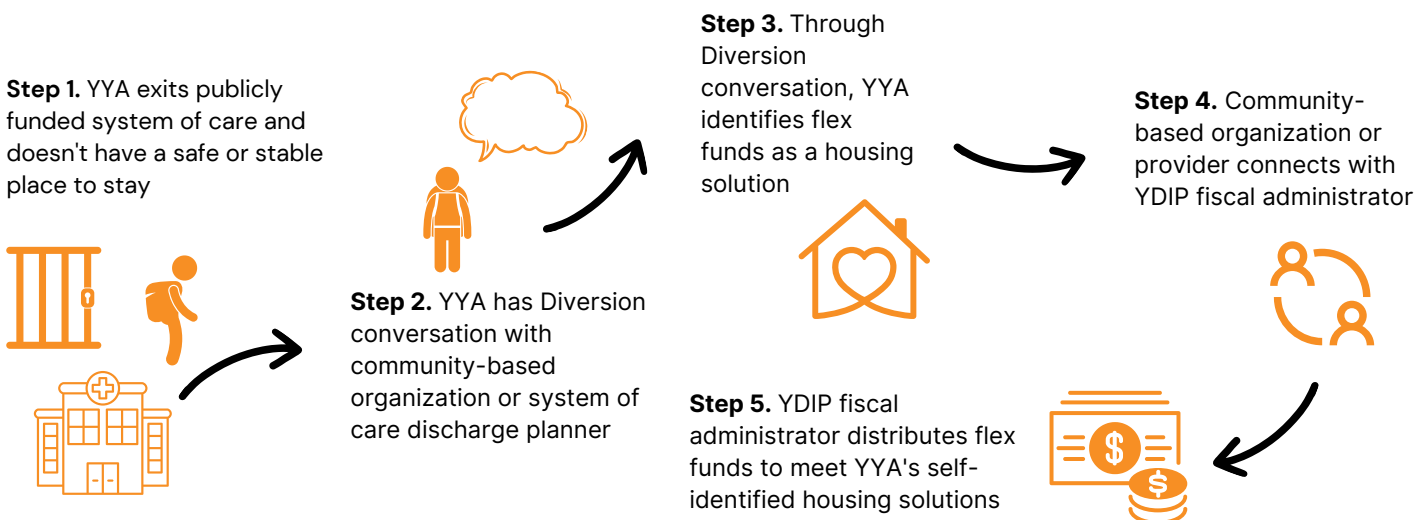 Step 1. YYA exits publicly
funded system of care and
doesn't have a safe or stable
place to stay
Step 2. YYA has Diversion
conversation with
community-based
organization or system of
care discharge planner
Step 3. Through
Diversion
conversation, YYA
identifies flex
funds as a housing
solution
Step 4. Community-
based organization or
provider connects with
YDIP fiscal administrator
Step 5. YDIP fiscal
administrator distributes flex
funds to meet YYA's self-
identified housing solutions
$
$